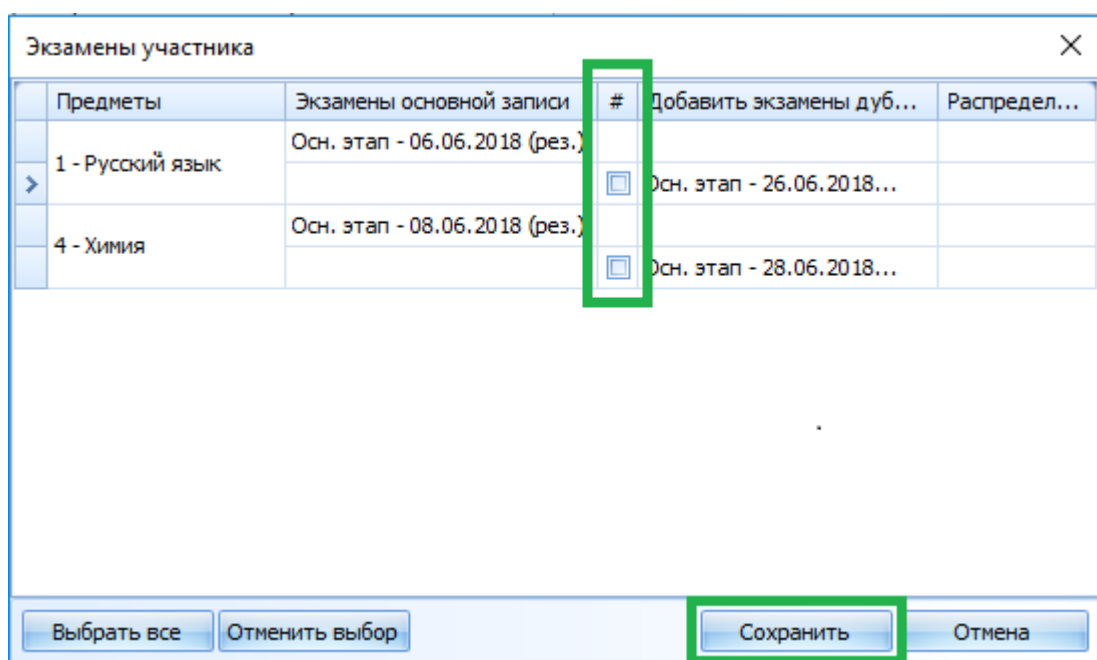 Экзамены участника
Предметы Экзамены основной записи # Добавить экзамены дуб... Распредел...
Осн. этап - 06.06.2018 (рез.)
1 - Русский язык
Осн. этап - 26.06.2018...
Осн. этап - 08.06.2018 (рез.)
4 - Химия
Осн. этап - 28.06.2018...
Выбрать все Отменить выбор Сохранить Отмена